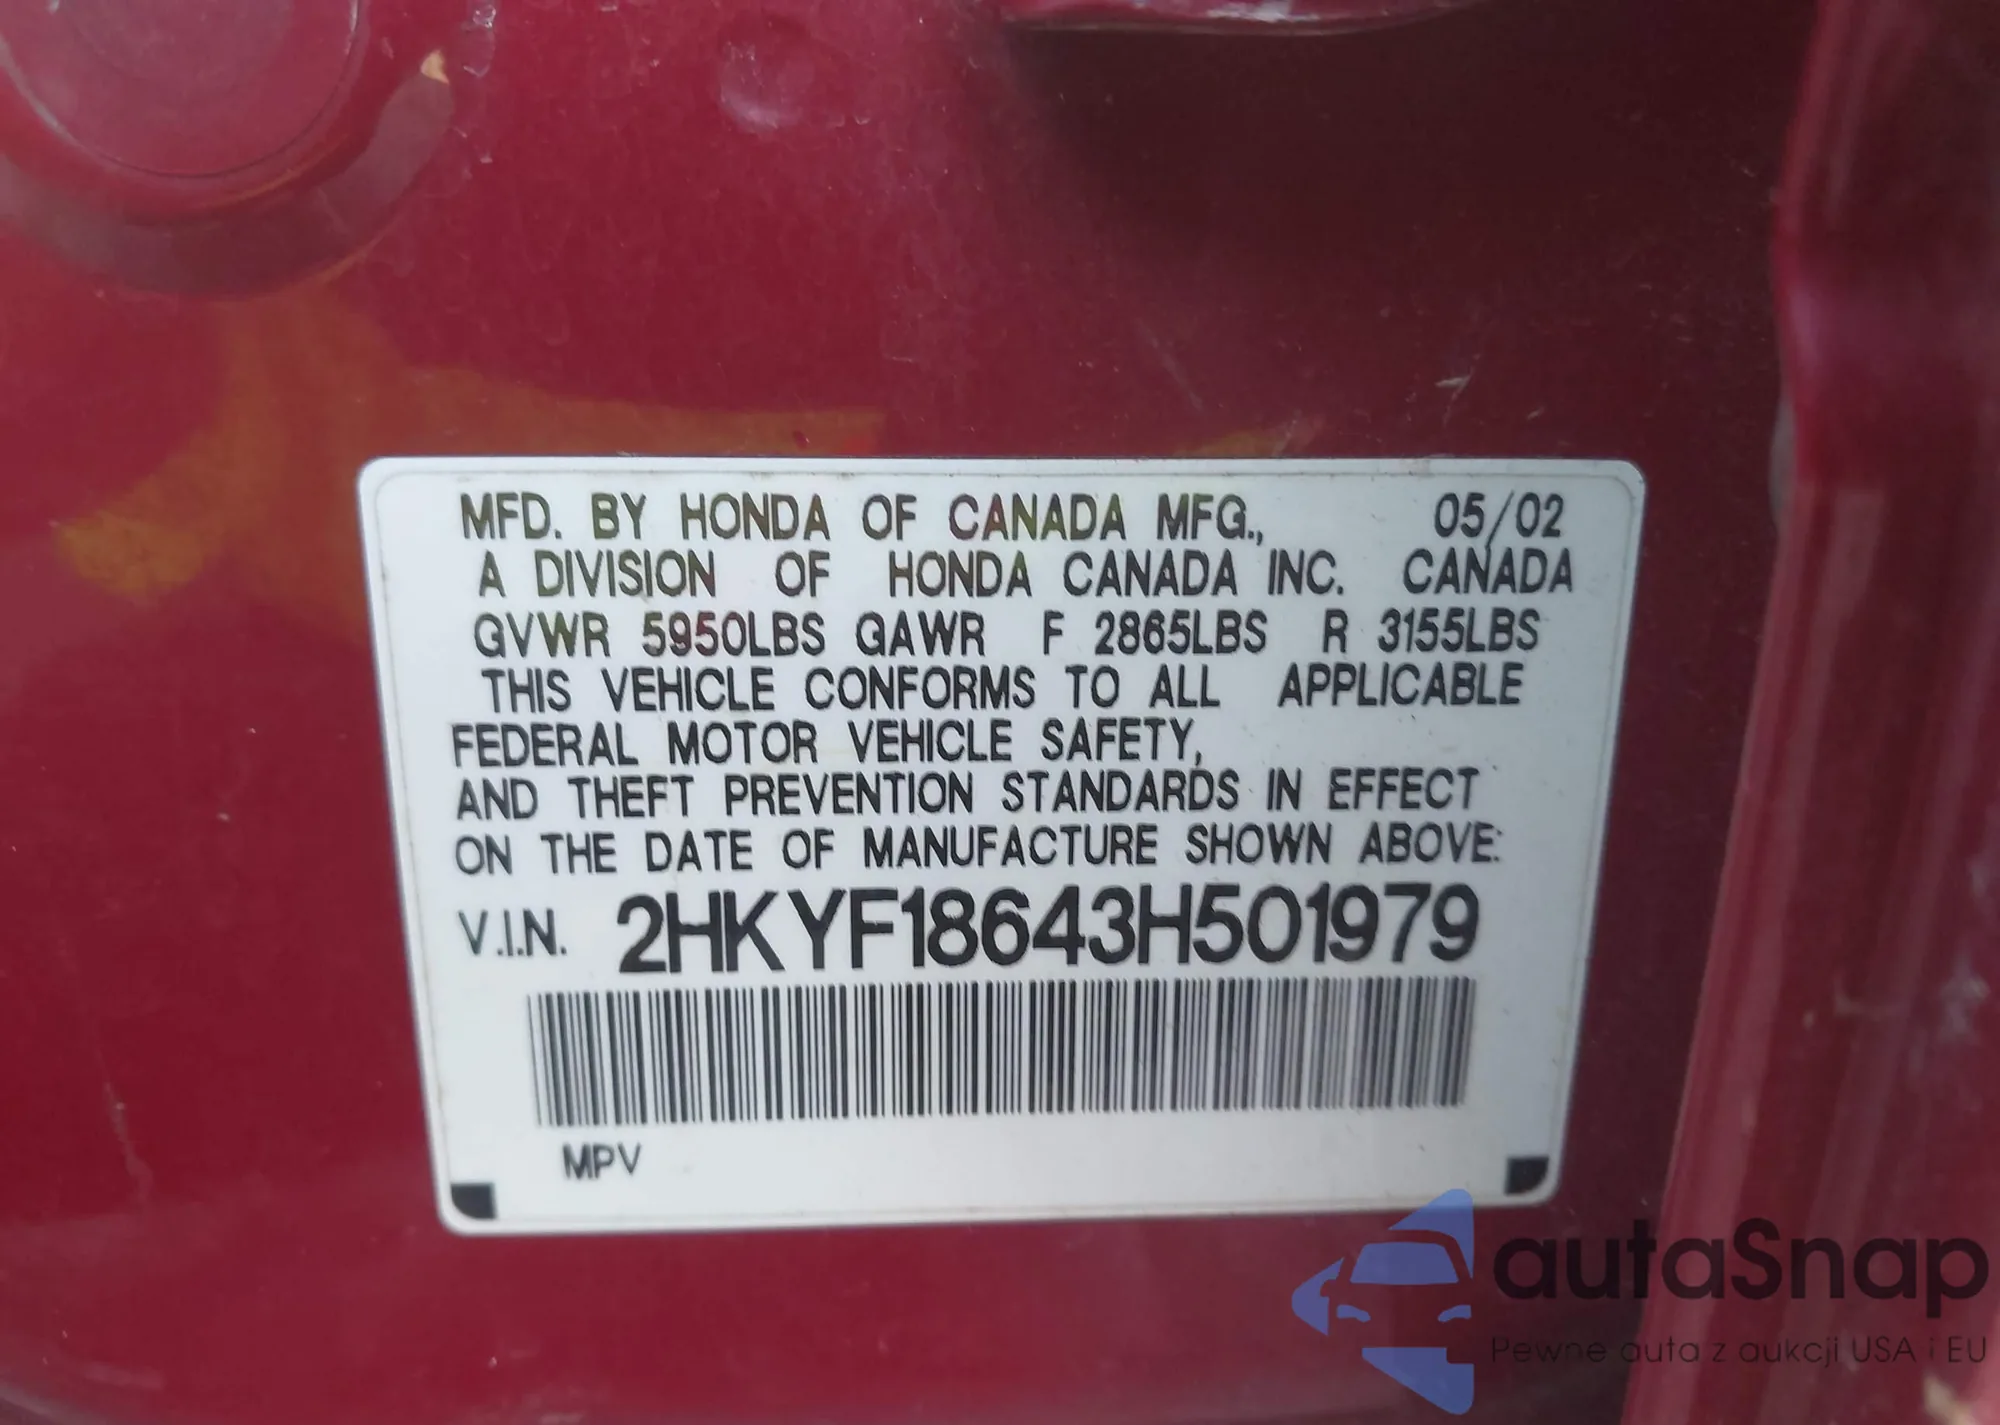 MFD. BY HONDA OF CANADA MFG., 05/02
A DIVISION OF HONDA CANADA INC. CANADA
GVWR 5950LBS GAWR F 2865LBS R 3155LBS
THIS VEHICLE CONFORMS TO ALL APPLICABLE
FEDERAL MOTOR VEHICLE SAFETY,
AND THEFT PREVENTION STANDARDS IN EFFECT
ON THE DATE OF MANUFACTURE SHOWN ABOVE:
V.I.N. 2HKYF18643H501979
MPV
autaSnap
Pewne auta z aukcji USA i EU